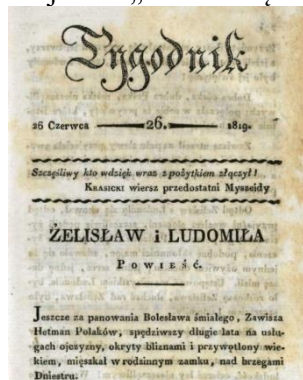 Tygodnik
26 Czerwca 26. 1819.
Szczęśliwy kto wdzięk wraz z pożytkiem złączył!
KRASICKI wiersz przedostatni Myszeidy
ŻELISŁAW i LUDOMIŁA
POWIEŚĆ.
Jeszcze za panowania Bolesława śmiałego, Zawisza
Hetman Polaków, spędziwszy długie lata na usłu-
gach ojczyzny, okryty bliznami i przywalony wie-
kiem, mięszkał w rodzinnym zamku, nad brzegami
Dniestru.